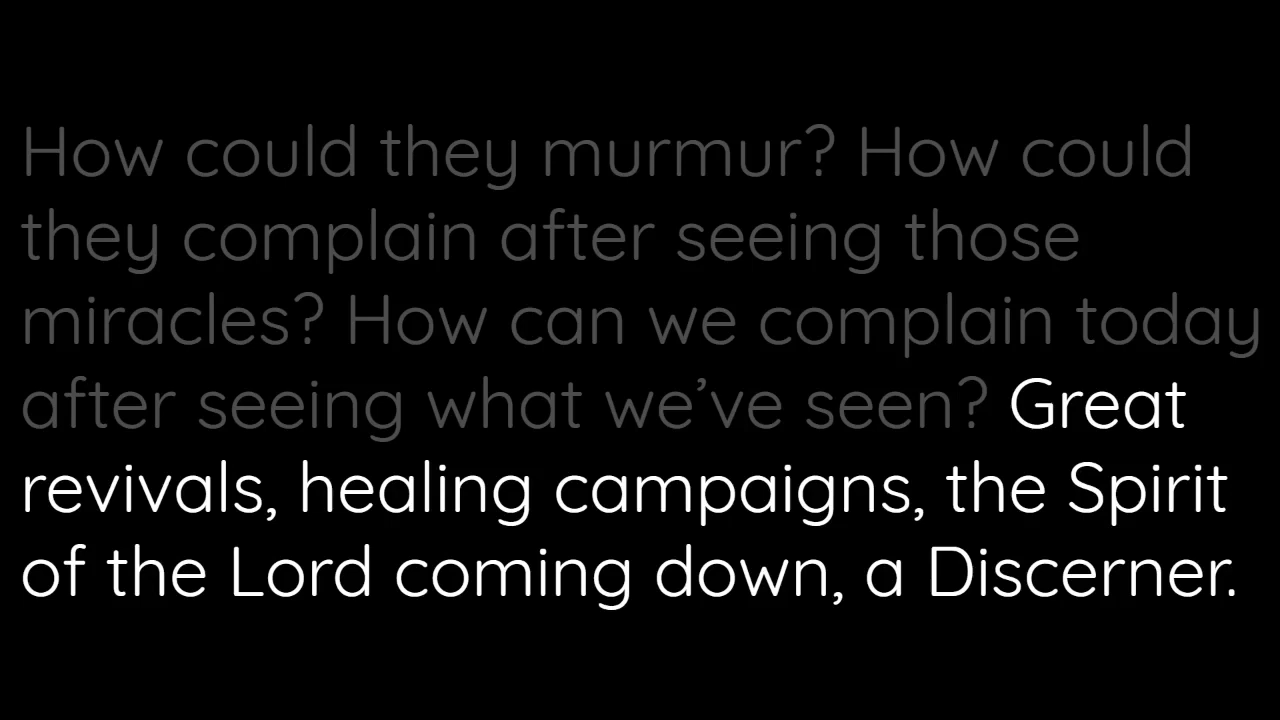 How could they murmur? How could
they complain after seeing those
miracles? How can we complain today
after seeing what we’ve seen? Great
revivals, healing campaigns, the Spirit
of the Lord coming down, a Discerner.